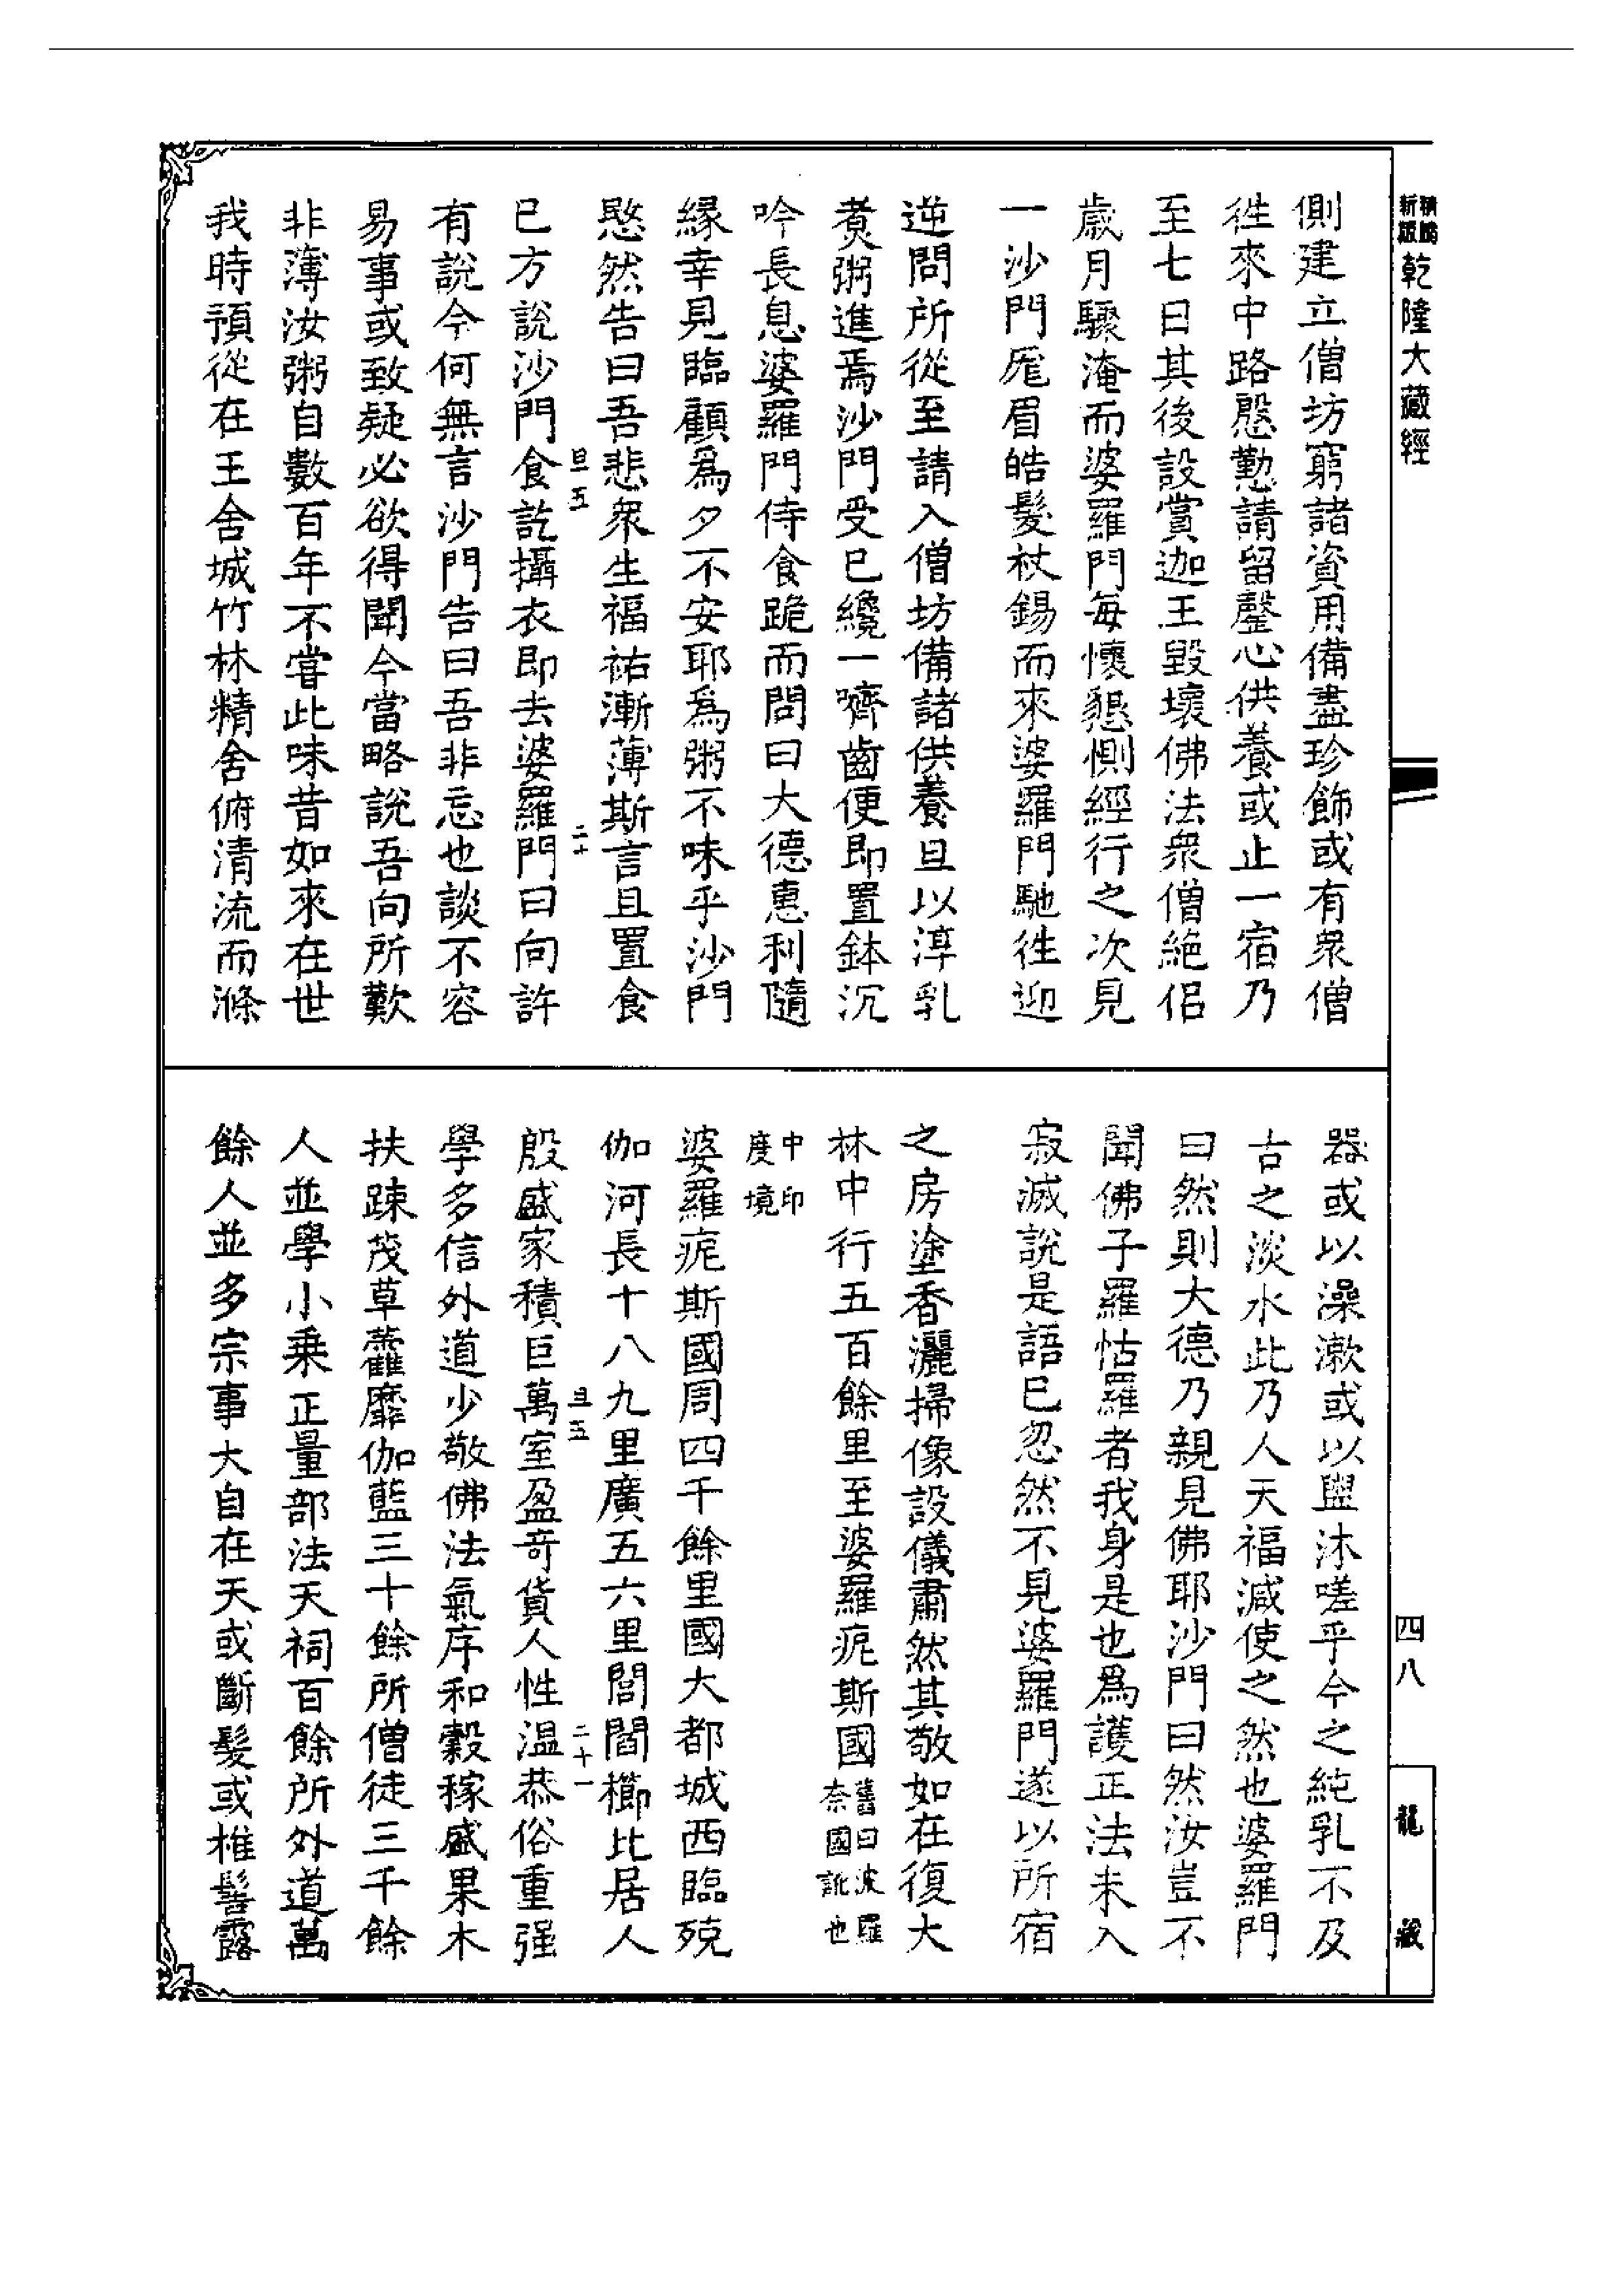 乾隆大藏經
側建立僧坊窮諸資用備盡珍飾或有衆僧
徃來中路慇懃請留罄心供養或止一宿乃
至七日其後設賞迦王毀壞佛法衆僧絕侶
歲月驟淹而婆羅門每懷懇惻經行之次見
一沙門厖眉皓髮杖錫而來婆羅門馳徃迎
逆問所從至請入僧坊備諸供養旦以淳乳
煑粥進焉沙門受已纔一嚌齒便即置鉢沉
吟長息婆羅門侍食跪而問曰大德惠利隨
緣幸見臨顧爲夕不安耶爲粥不味乎沙門
愍然告曰吾悲衆生福祐漸薄斯言且置食
已方說沙門食訖攝衣即去婆羅門曰向許
有說今何無言沙門告曰吾非忘也談不容
易事或致疑必欲得聞今當略說吾向所歎
非薄汝粥自數百年不甞此味昔如來在世
我時預從在王舍城竹林精舍俯清流而滌
器或以澡漱或以盥沐嗟乎今之純乳不及
古之淡水此乃人天福減使之然也婆羅門
曰然則大德乃親見佛耶沙門曰然汝豈不
聞佛子羅怙羅者我身是也爲護正法未入
寂滅說是語已忽然不見婆羅門遂以所宿
之房塗香灑掃像設儀肅然其敬如在復大
林中行五百餘里至婆羅痆斯國舊曰波羅
奈國訛也
中印
度境
婆羅痆斯國周四千餘里國大都城西臨殑
伽河長十八九里廣五六里閭閻櫛比居人
殷盛家積巨萬室盈奇貨人性温恭俗重强
學多信外道少敬佛法氣序和穀稼盛果木
扶踈茂草靃靡伽藍三十餘所僧徒三千餘
人並學小乗正量部法天祠百餘所外道萬
餘人並多宗事大自在天或斷髮或椎髻露
旦五
二十
旦五
二十一
四八
龍藏